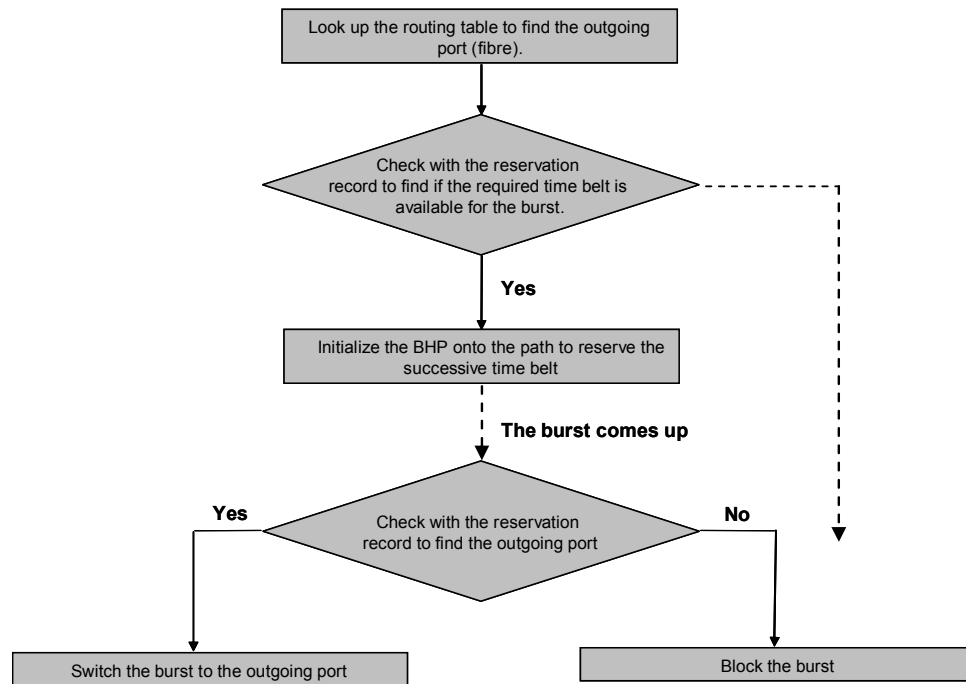 Look up the routing table to find the outgoing
port (fibre).
Check with the reservation
record to find if the required time belt is
available for the burst.
Yes
Initialize the BHP onto the path to reserve the
successive time belt
The burst comes up
Yes
No
Check with the reservation
record to find the outgoing port
Switch the burst to the outgoing port
Block the burst